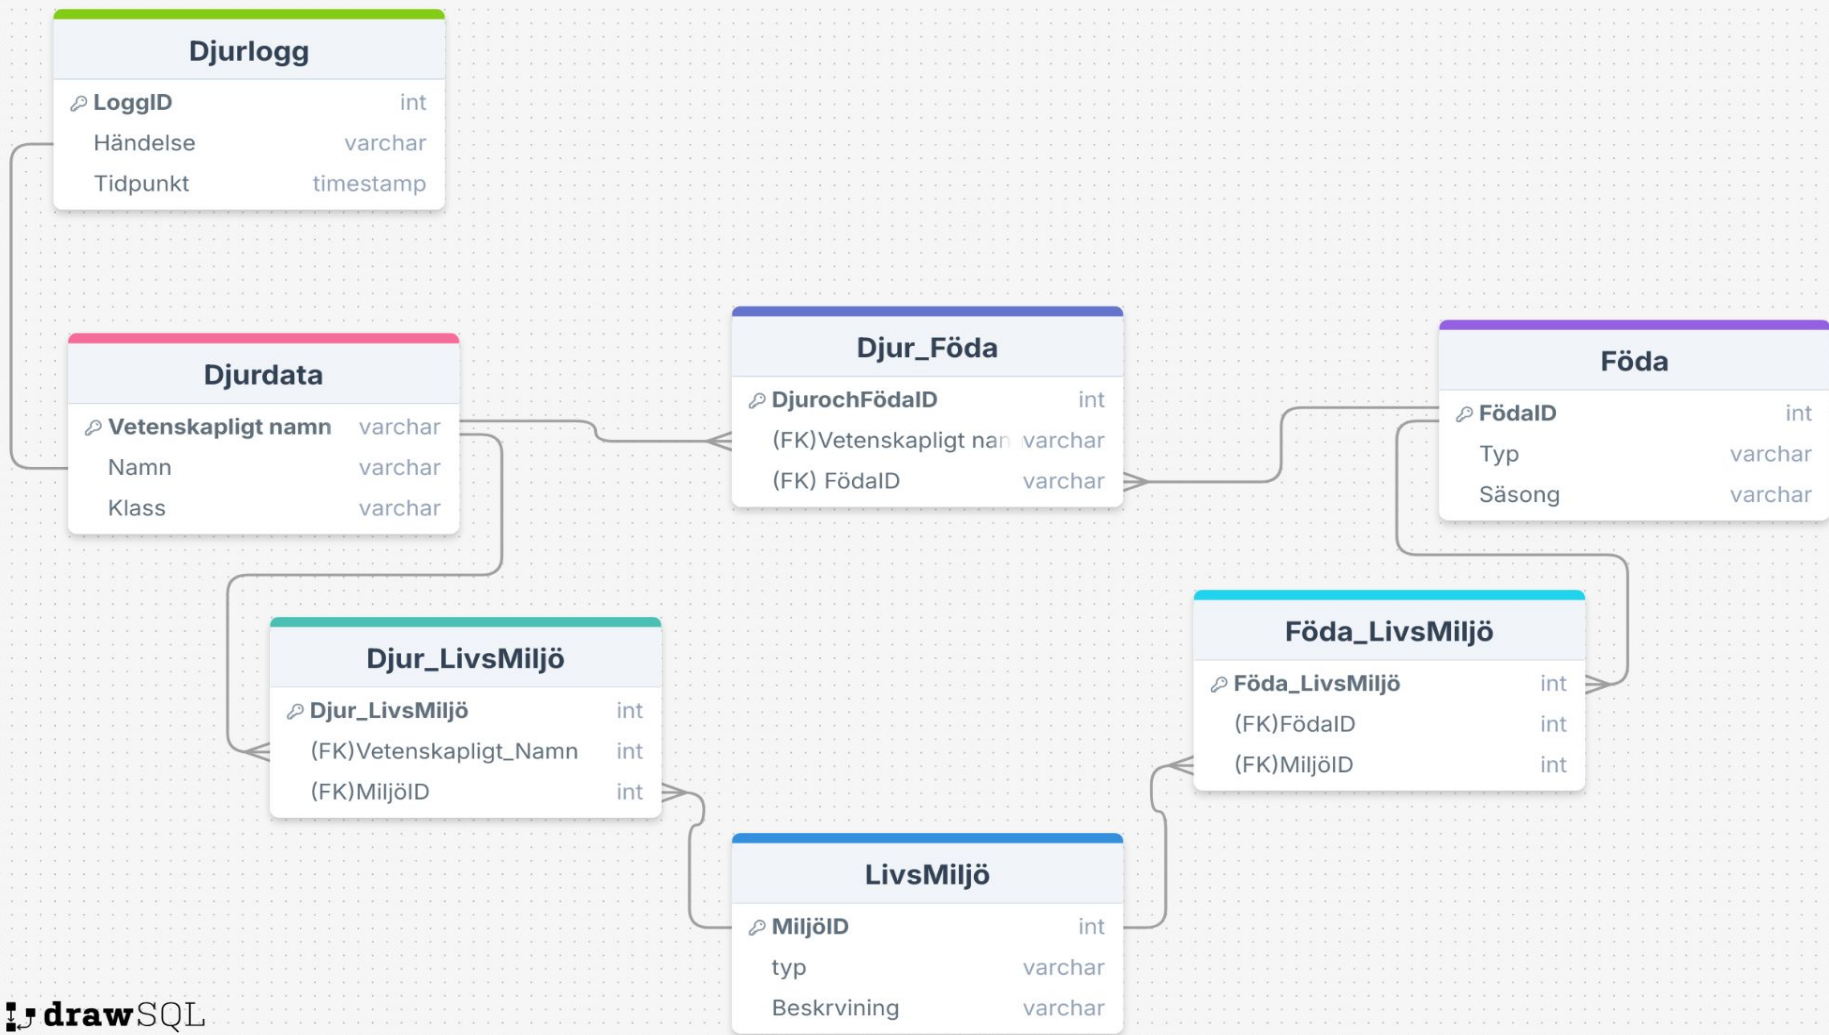 Djurlogg
LoggID int
Händelse varchar
Tidpunkt timestamp
Djurdata
Vetenskapligt namn varchar
Namn varchar
Klass varchar
Djur_Föda
DjurochFödaID int
(FK)Vetenskapligt nan varchar
(FK) FödaID varchar
Föda
FödaID int
Typ varchar
Säsong varchar
Djur_LivsMiljö
Djur_LivsMiljö int
(FK)Vetenskapligt_Namn int
(FK)MiljöID int
Föda_LivsMiljö
Föda_LivsMiljö int
(FK)FödaID int
(FK)MiljöID int
LivsMiljö
MiljöID int
typ varchar
Beskrvining varchar
drawSQL